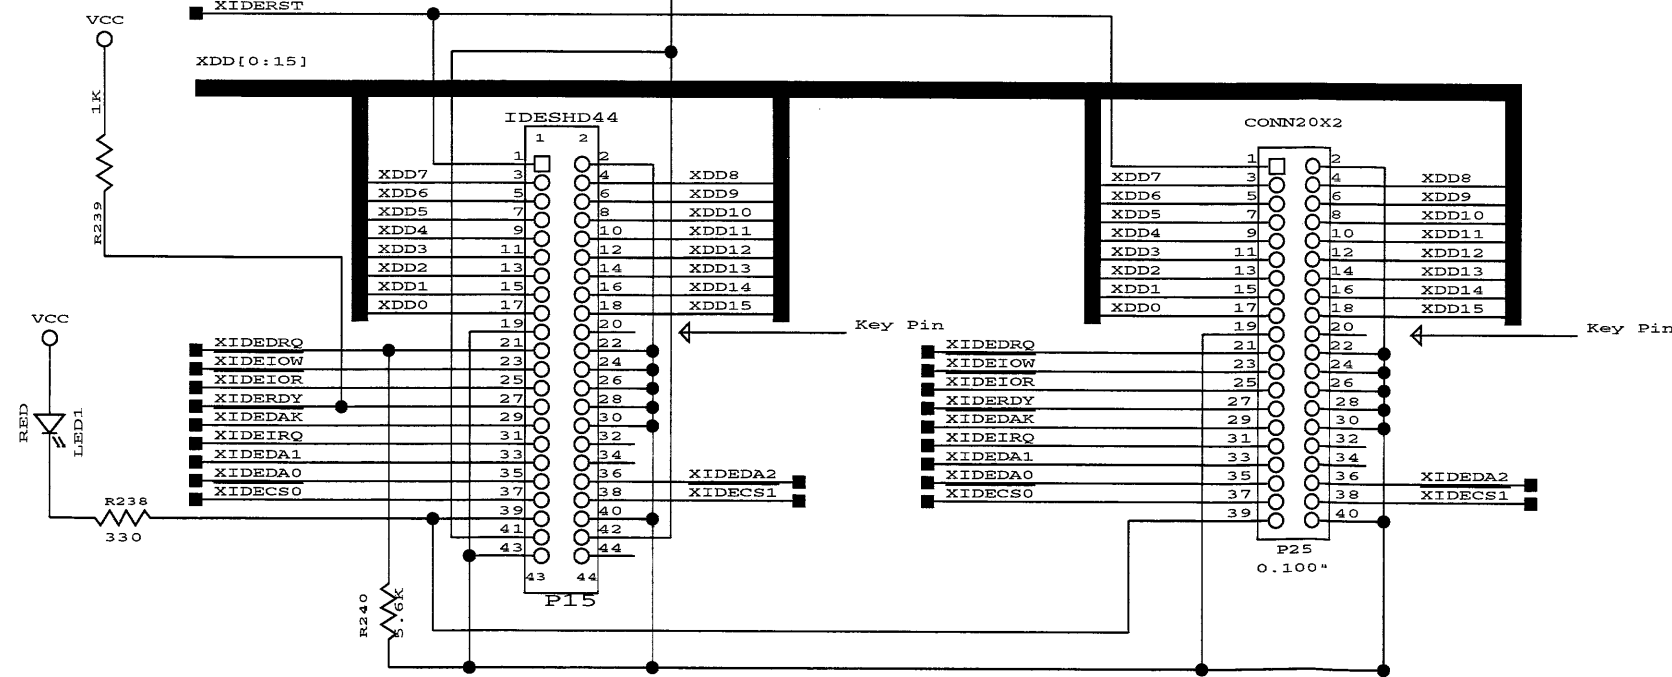 XIDERST
VCC
XDD[0:15]
1K
R239
IDESHD44
1 2
1 2
XDD7 3 4 XDD8
XDD6 5 6 XDD9
XDD5 7 8 XDD10
XDD4 9 10 XDD11
XDD3 11 12 XDD12
XDD2 13 14 XDD13
XDD1 15 16 XDD14
XDD0 17 18 XDD15
19 20
Key Pin
XIDEDRQ 21 22
XIDEIOW 23 24
XIDEIOR 25 26
XIDERDY 27 28
XIDEDAK 29 30
XIDEIRQ 31 32
XIDEDA1 33 34
XIDEDA0 35 36 XIDEDA2
XIDECS0 37 38 XIDECS1
39 40
41 42
43 44
43 44
P15
VCC
RED
LED1
R238
330
R240
5.6K
CONN20X2
1 2
XDD7 3 4 XDD8
XDD6 5 6 XDD9
XDD5 7 8 XDD10
XDD4 9 10 XDD11
XDD3 11 12 XDD12
XDD2 13 14 XDD13
XDD1 15 16 XDD14
XDD0 17 18 XDD15
19 20
Key Pin
XIDEDRQ 21 22
XIDEIOW 23 24
XIDEIOR 25 26
XIDERDY 27 28
XIDEDAK 29 30
XIDEIRQ 31 32
XIDEDA1 33 34
XIDEDA0 35 36 XIDEDA2
XIDECS0 37 38 XIDECS1
39 40
P25
0.100"